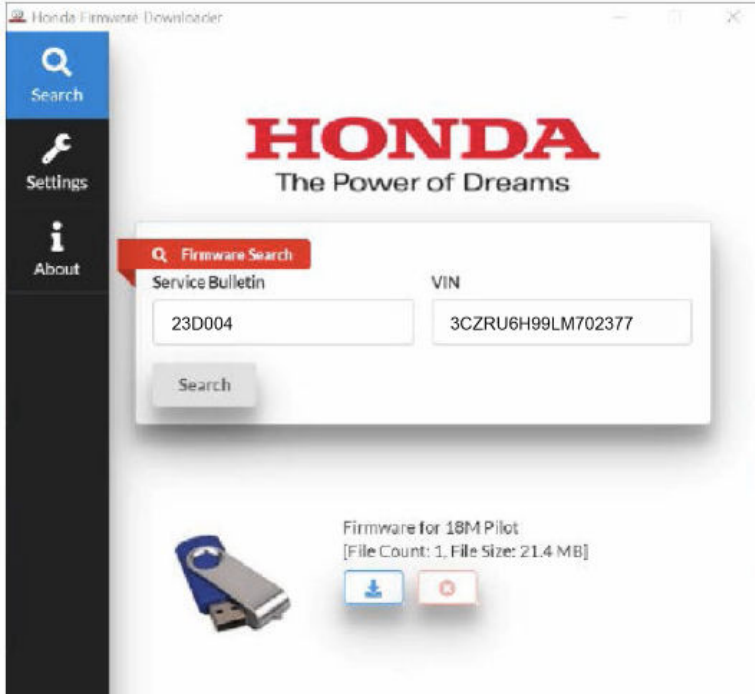 Honda Firmware Downloader
Search
Settings
About
HONDA
The Power of Dreams
Firmware Search
Service Bulletin
VIN
23D004
3CZRU6H99LM702377
Search
Firmware for 18M Pilot
[File Count: 1, File Size: 21.4 MB]